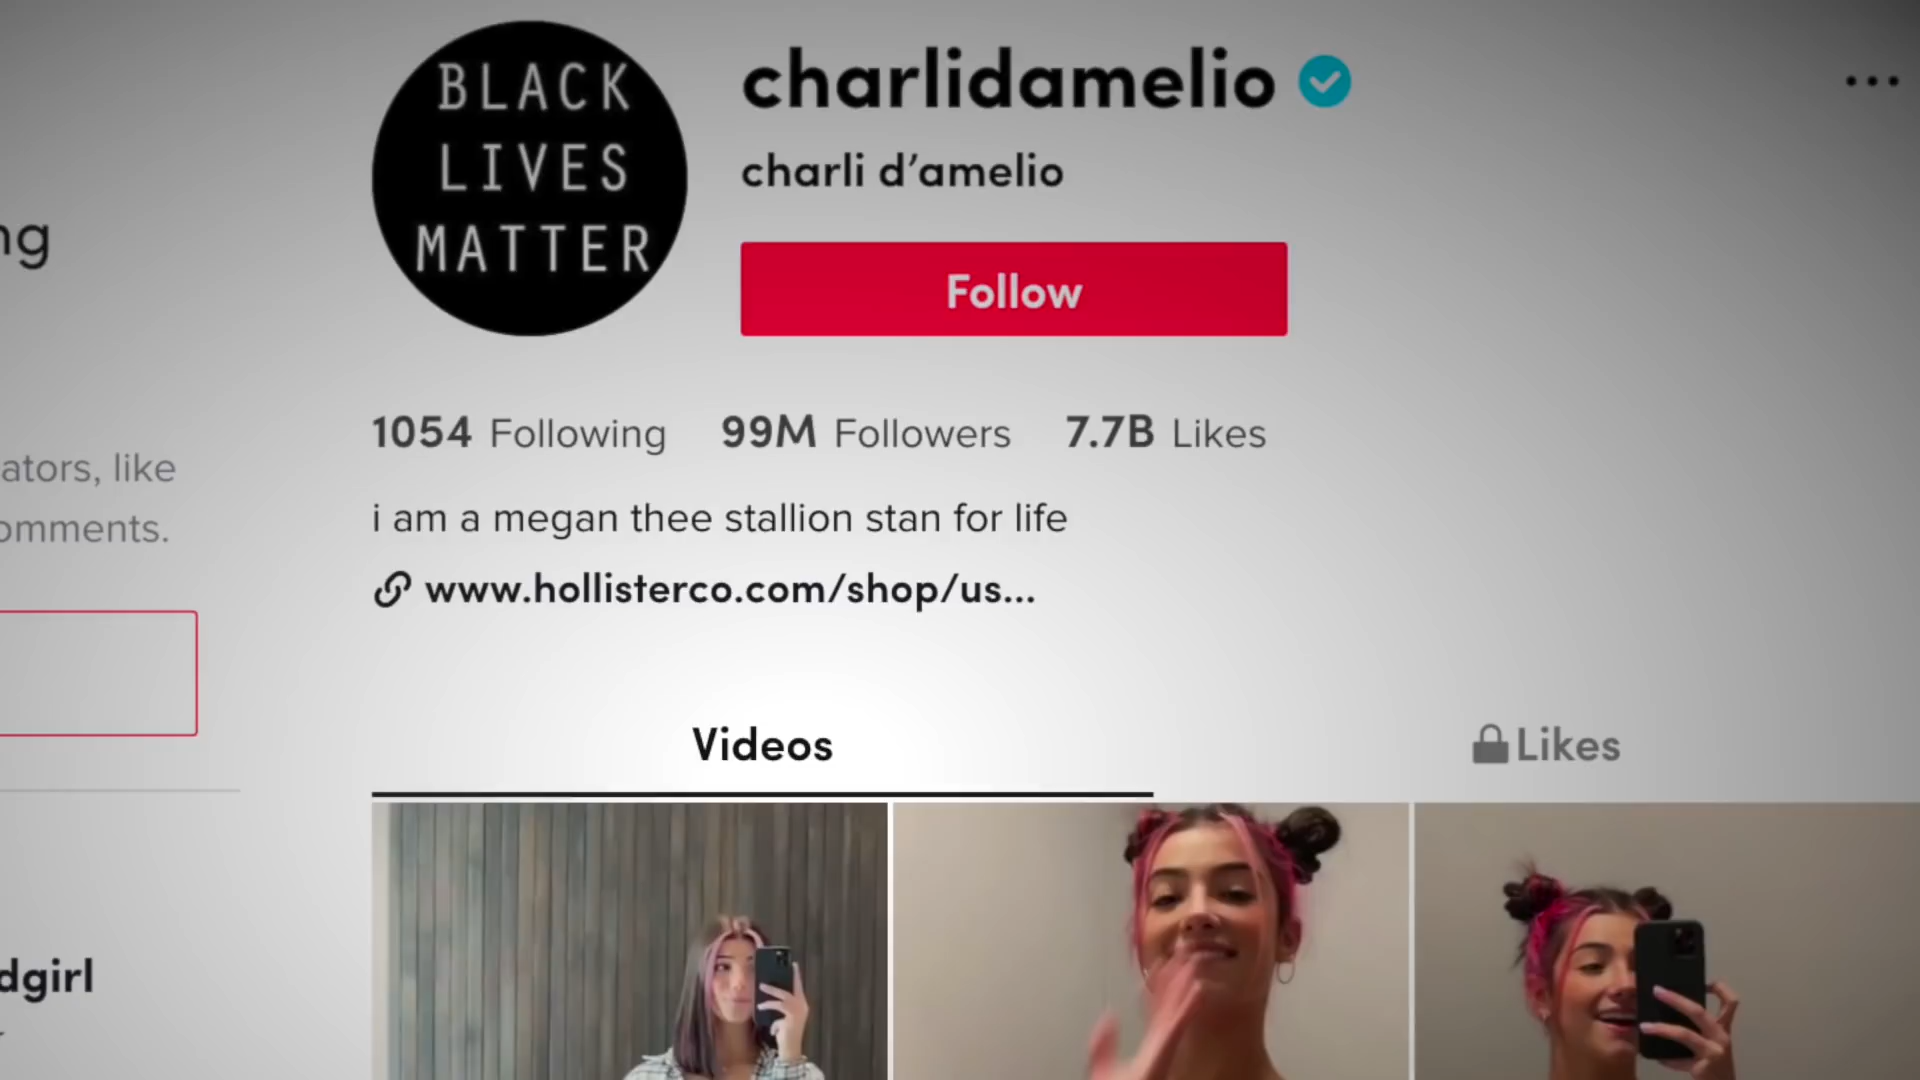 BLACK
LIVES
MATTER
charlidamelio
charli d’amelio
Follow
1054 Following 99M Followers 7.7B Likes
i am a megan thee stallion stan for life
www.hollisterco.com/shop/us...
Videos
Likes
ng
ators, like
omments.
dgirl